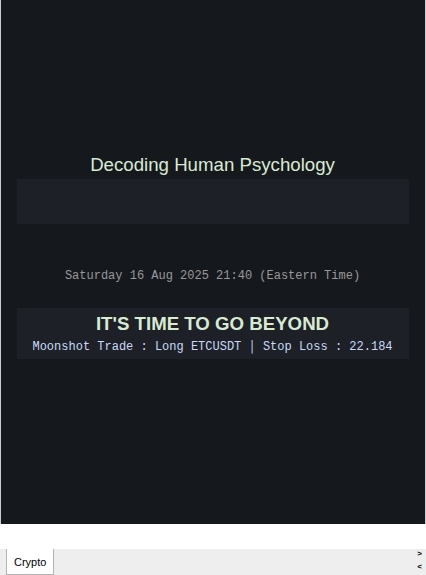 Decoding Human Psychology
Saturday 16 Aug 2025 21:40 (Eastern Time)
IT'S TIME TO GO BEYOND
Moonshot Trade : Long ETCUSDT | Stop Loss : 22.184
Crypto
>
<